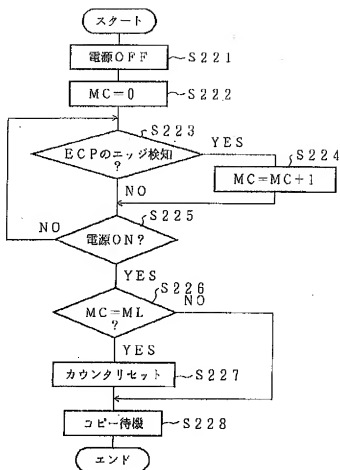 スタート
電源OFF
S221
MC=0
S222
S223
ECPのエッジ検知
?
YES
S224
MC=MC+1
NO
S225
NO
電源ON?
YES
S226
NO
MC=ML
?
YES
カウンタリセット
S227
コピー待機
S228
エンド